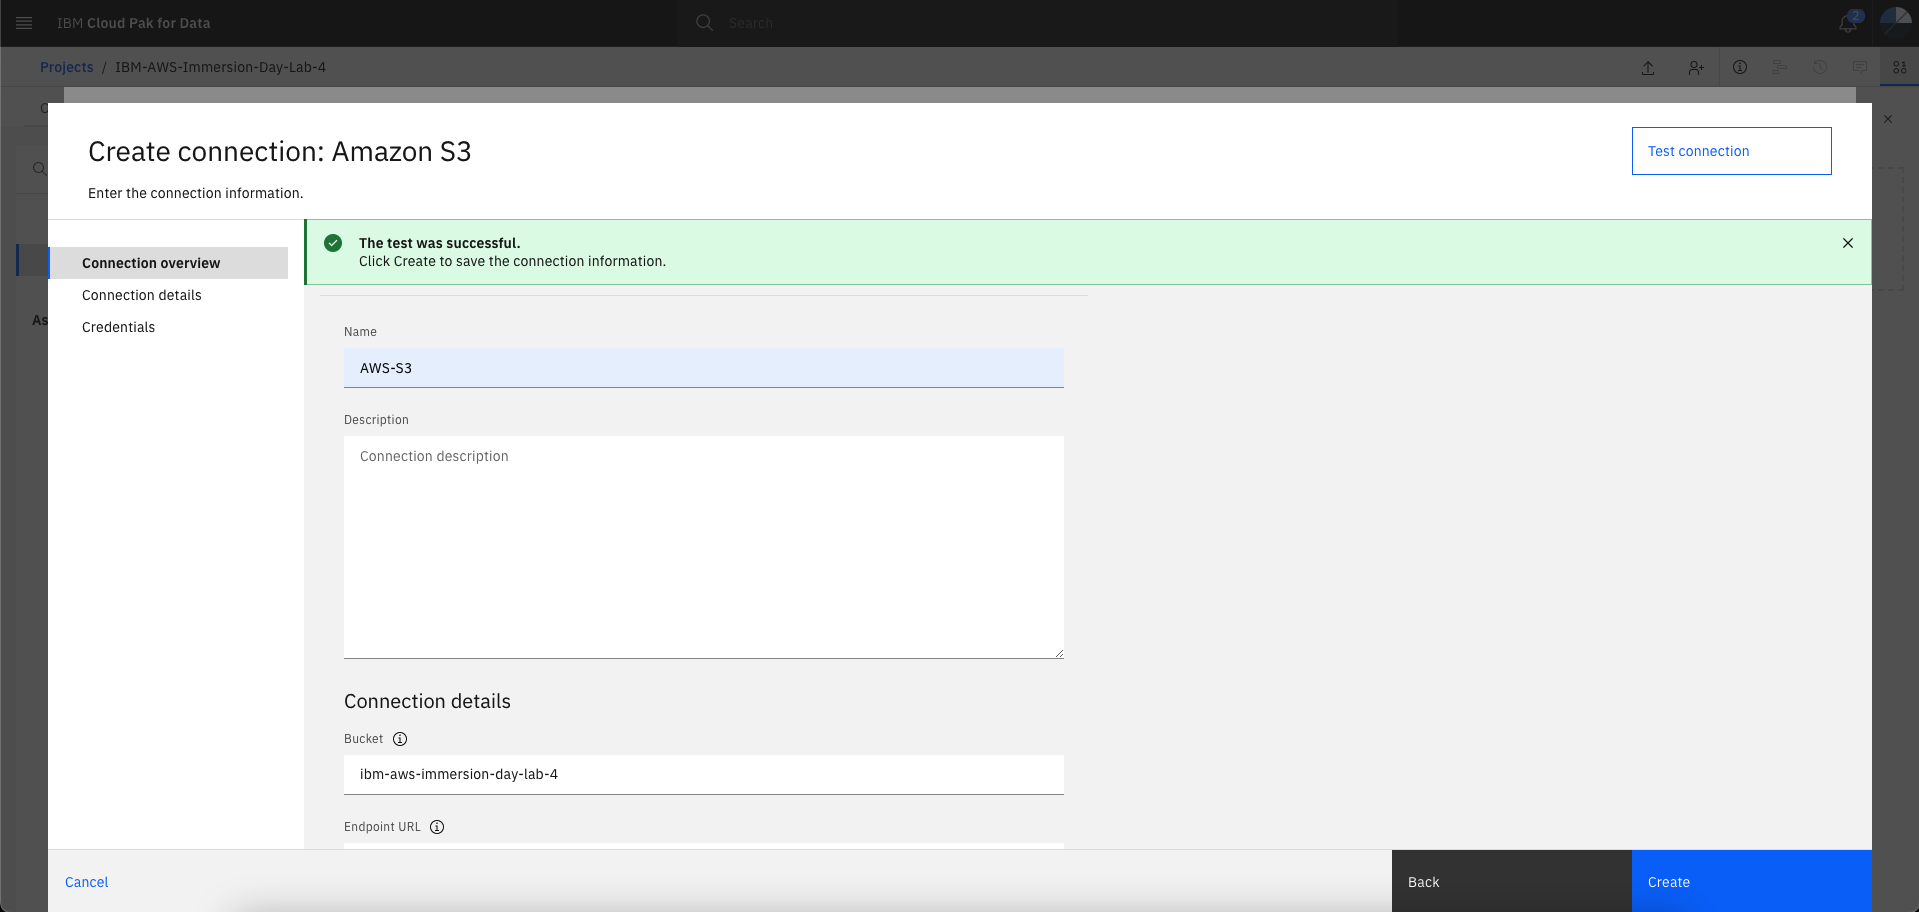 IBM Cloud Pak for Data
Search
2
Projects / IBM-AWS-Immersion-Day-Lab-4
Create connection: Amazon S3
Test connection
Enter the connection information.
The test was successful.
Click Create to save the connection information.
Connection overview
Connection details
Credentials
As
Name
AWS-S3
Description
Connection description
Connection details
Bucket
ibm-aws-immersion-day-lab-4
Endpoint URL
Cancel
Back
Create